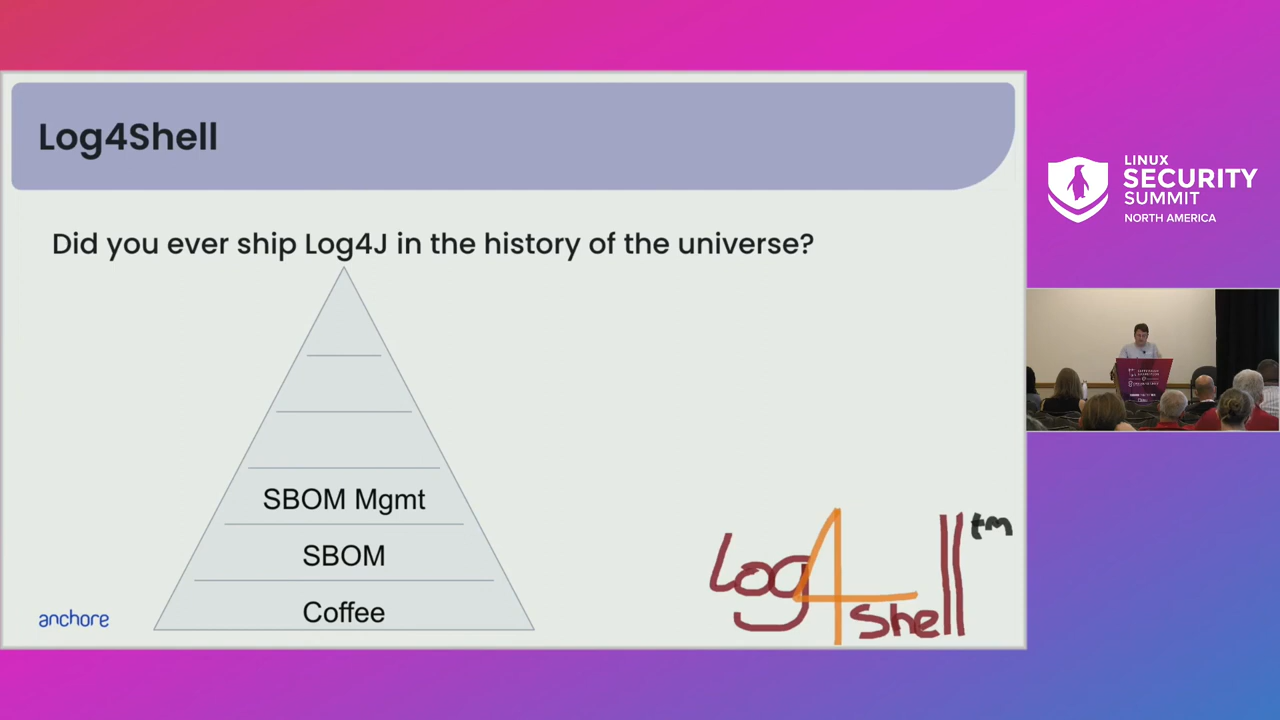 Log4Shell
Did you ever ship Log4J in the history of the universe?
SBOM Mgmt
SBOM
Coffee
anchore
Log4Shell tm
LINUX
SECURITY
SUMMIT
NORTH AMERICA